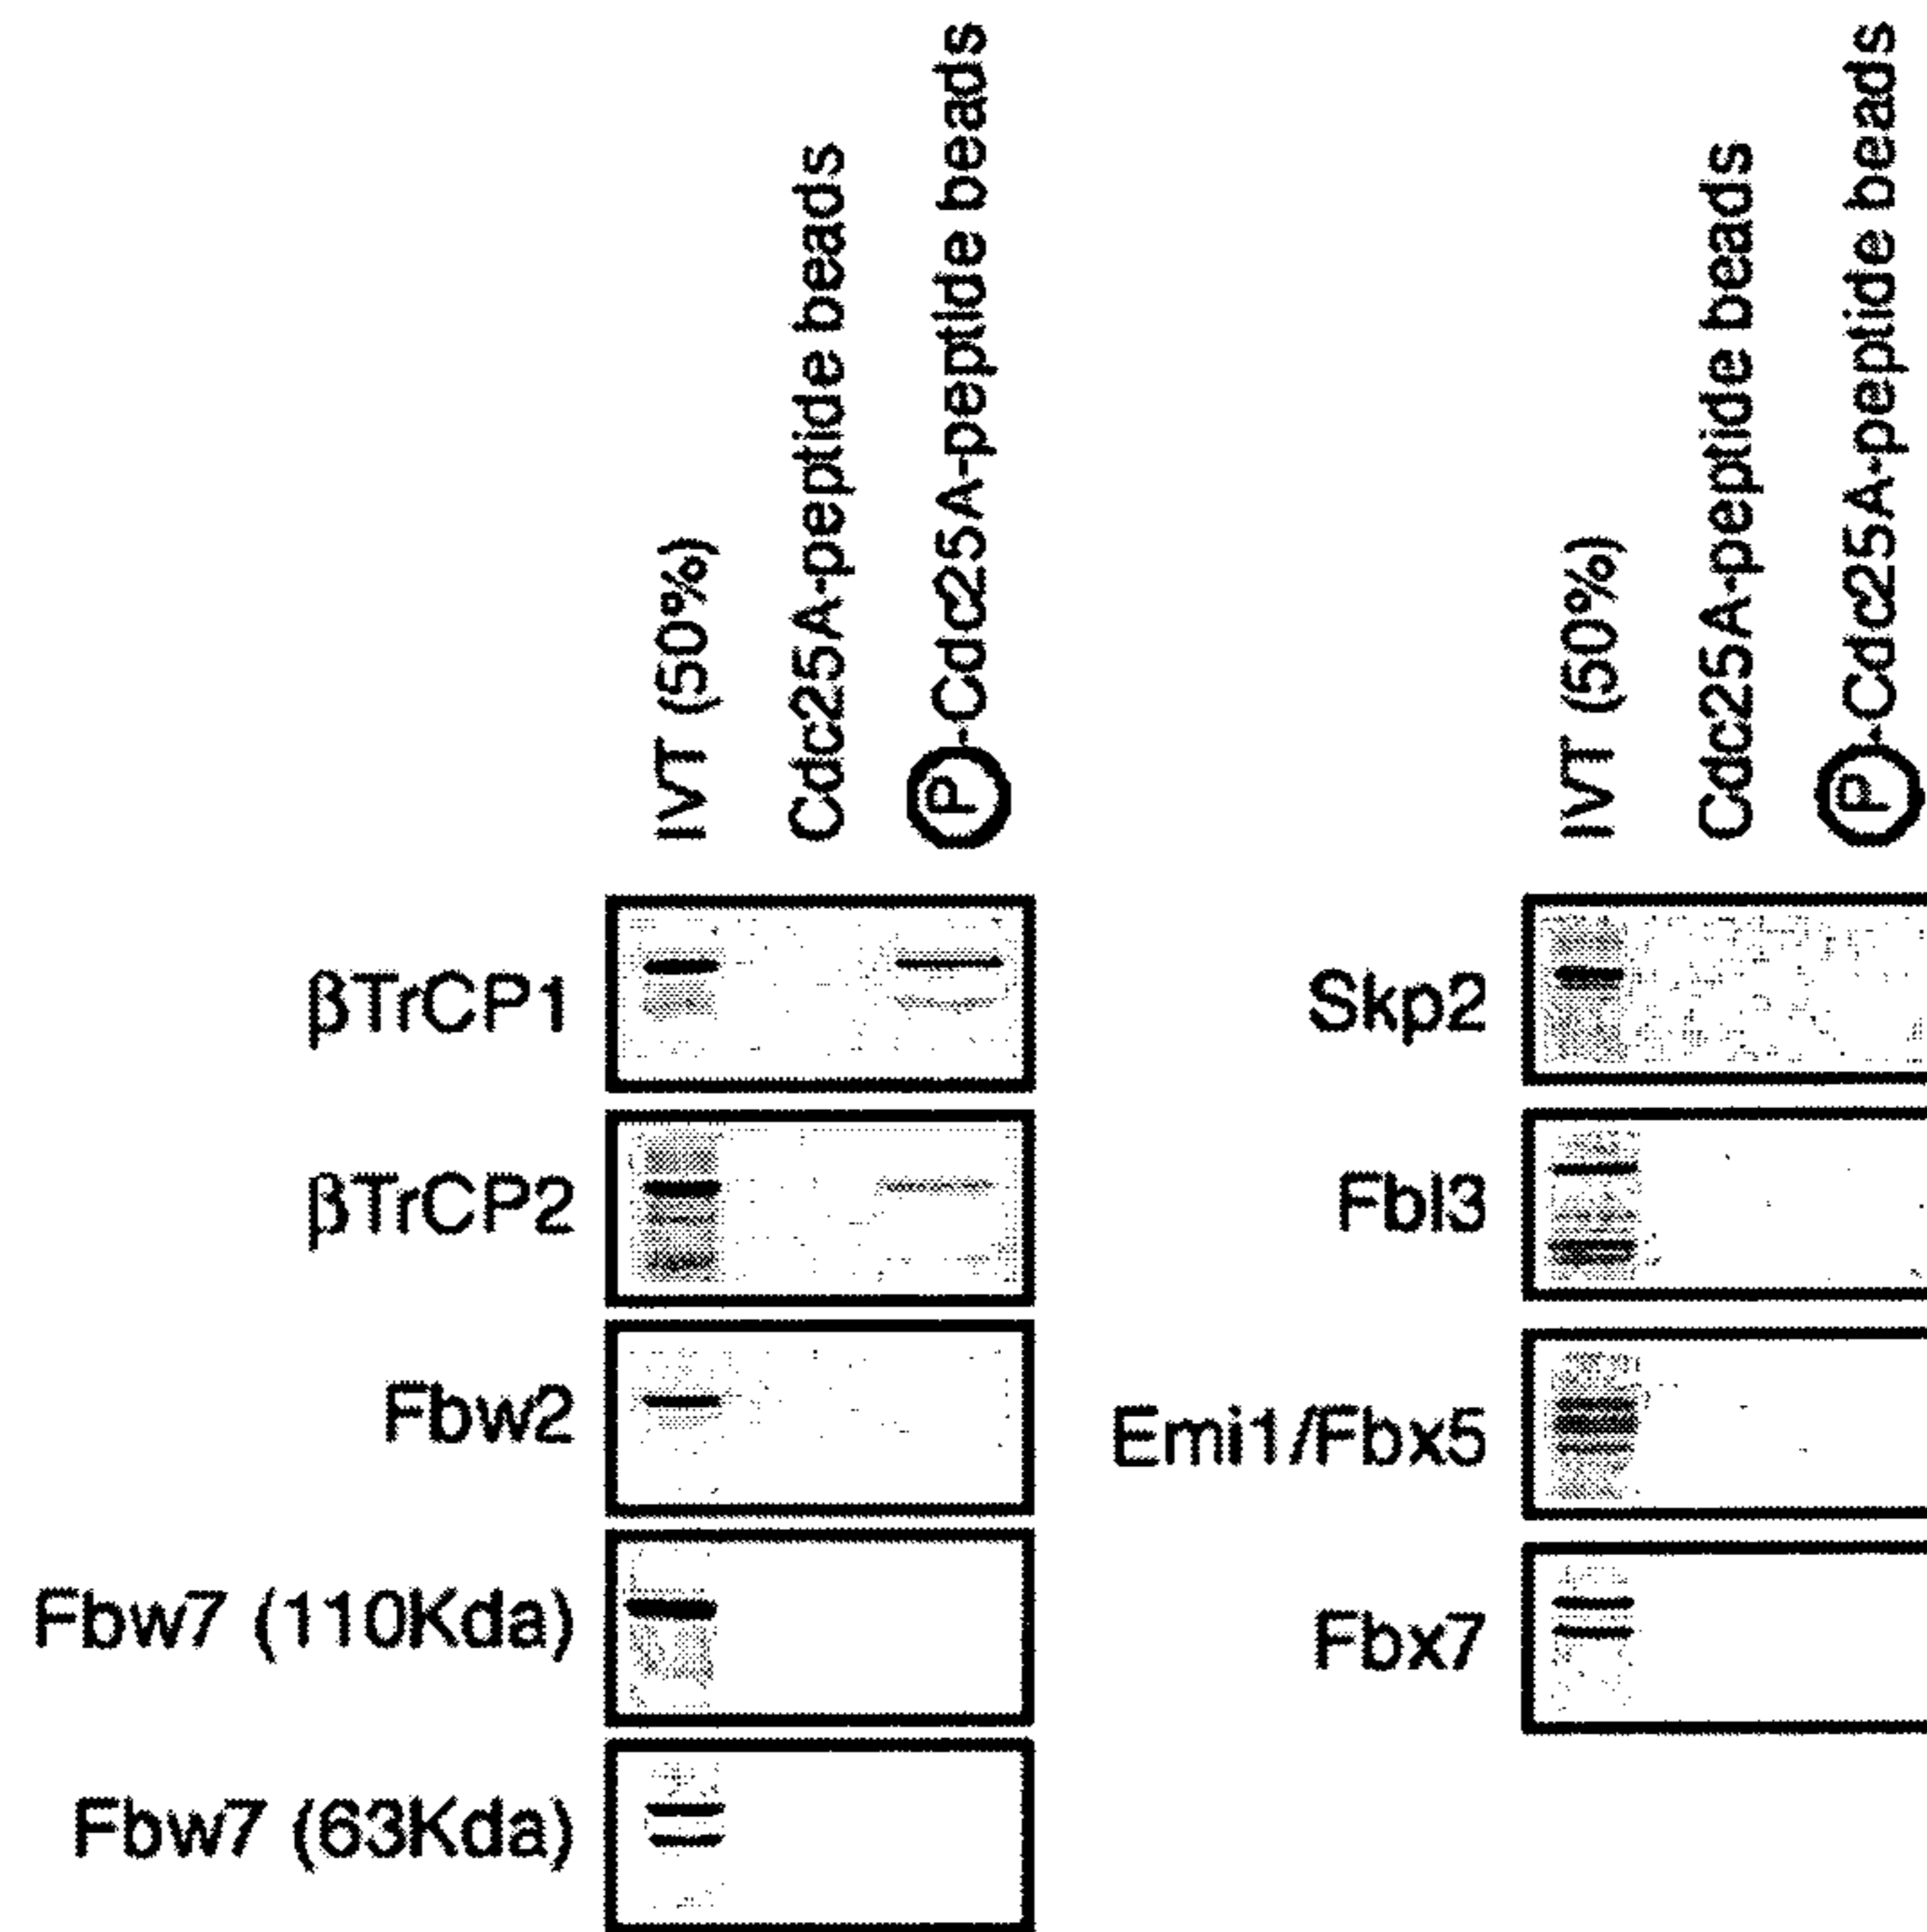 IVT (50%)
Cdc25A-peptide beads
P-Cdc25A-peptide beads
βTrCP1
βTrCP2
Fbw2
Fbw7 (110Kda)
Fbw7 (63Kda)
IVT (50%)
Cdc25A-peptide beads
P-Cdc25A-peptide beads
Skp2
Fbl3
Emi1/Fbx5
Fbx7